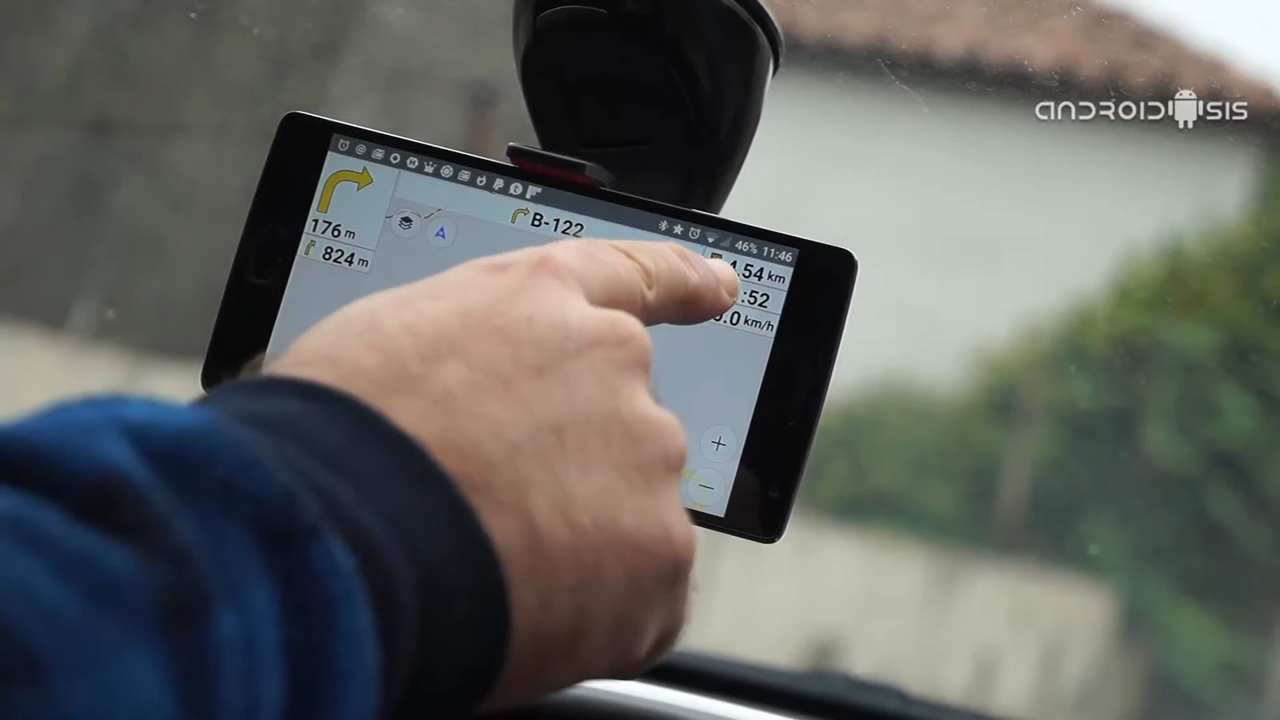 ANDROIDSIS
46% 11:46
176 m
824 m
B-122
.54 km
:52
.0 km/h